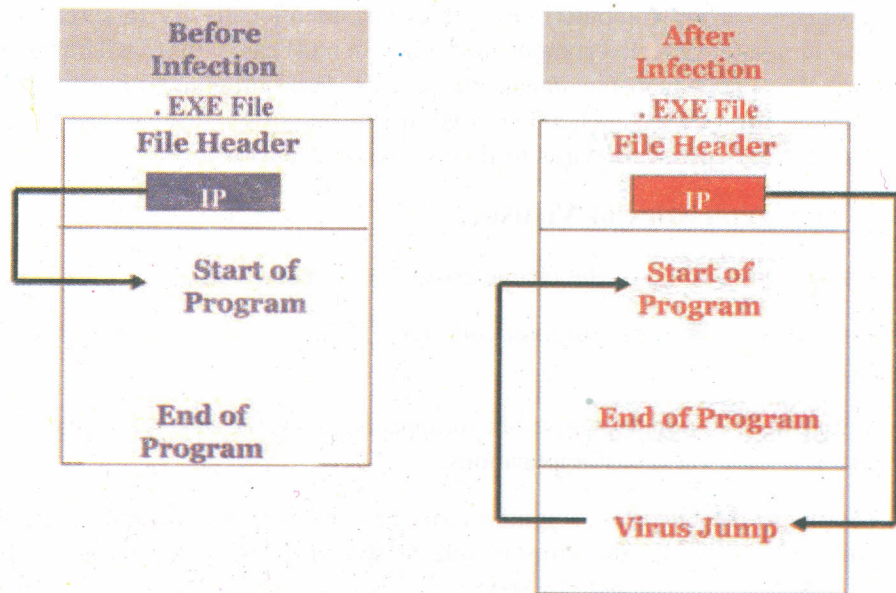 Before
Infection
. EXE File
File Header
IP
Start of
Program
End of
Program
After
Infection
. EXE File
File Header
IP
Start of
Program
End of Program
Virus Jump